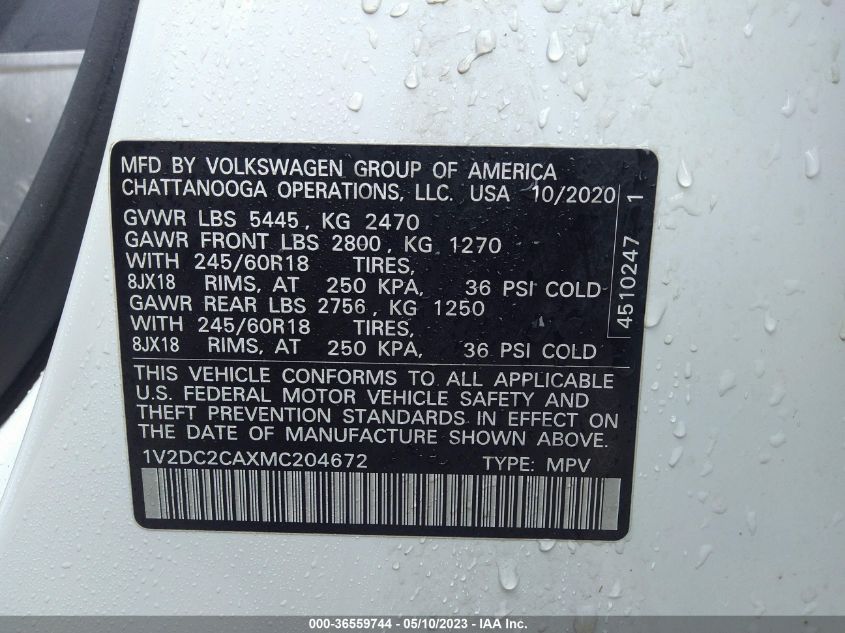 MFD BY VOLKSWAGEN GROUP OF AMERICA
CHATTANOOGA OPERATIONS, LLC. USA 10/2020
GVWR LBS 5445, KG 2470
GAWR FRONT LBS 2800, KG 1270
WITH 245/60R18 TIRES,
8JX18 RIMS, AT 250 KPA, 36 PSI COLD
GAWR REAR LBS 2756, KG 1250
WITH 245/60R18 TIRES,
8JX18 RIMS, AT 250 KPA, 36 PSI COLD
4510247 1
THIS VEHICLE CONFORMS TO ALL APPLICABLE
U.S. FEDERAL MOTOR VEHICLE SAFETY AND
THEFT PREVENTION STANDARDS IN EFFECT ON
THE DATE OF MANUFACTURE SHOWN ABOVE.
1V2DC2CAXMC204672 TYPE: MPV
000-36559744 - 05/10/2023 - IAA Inc.